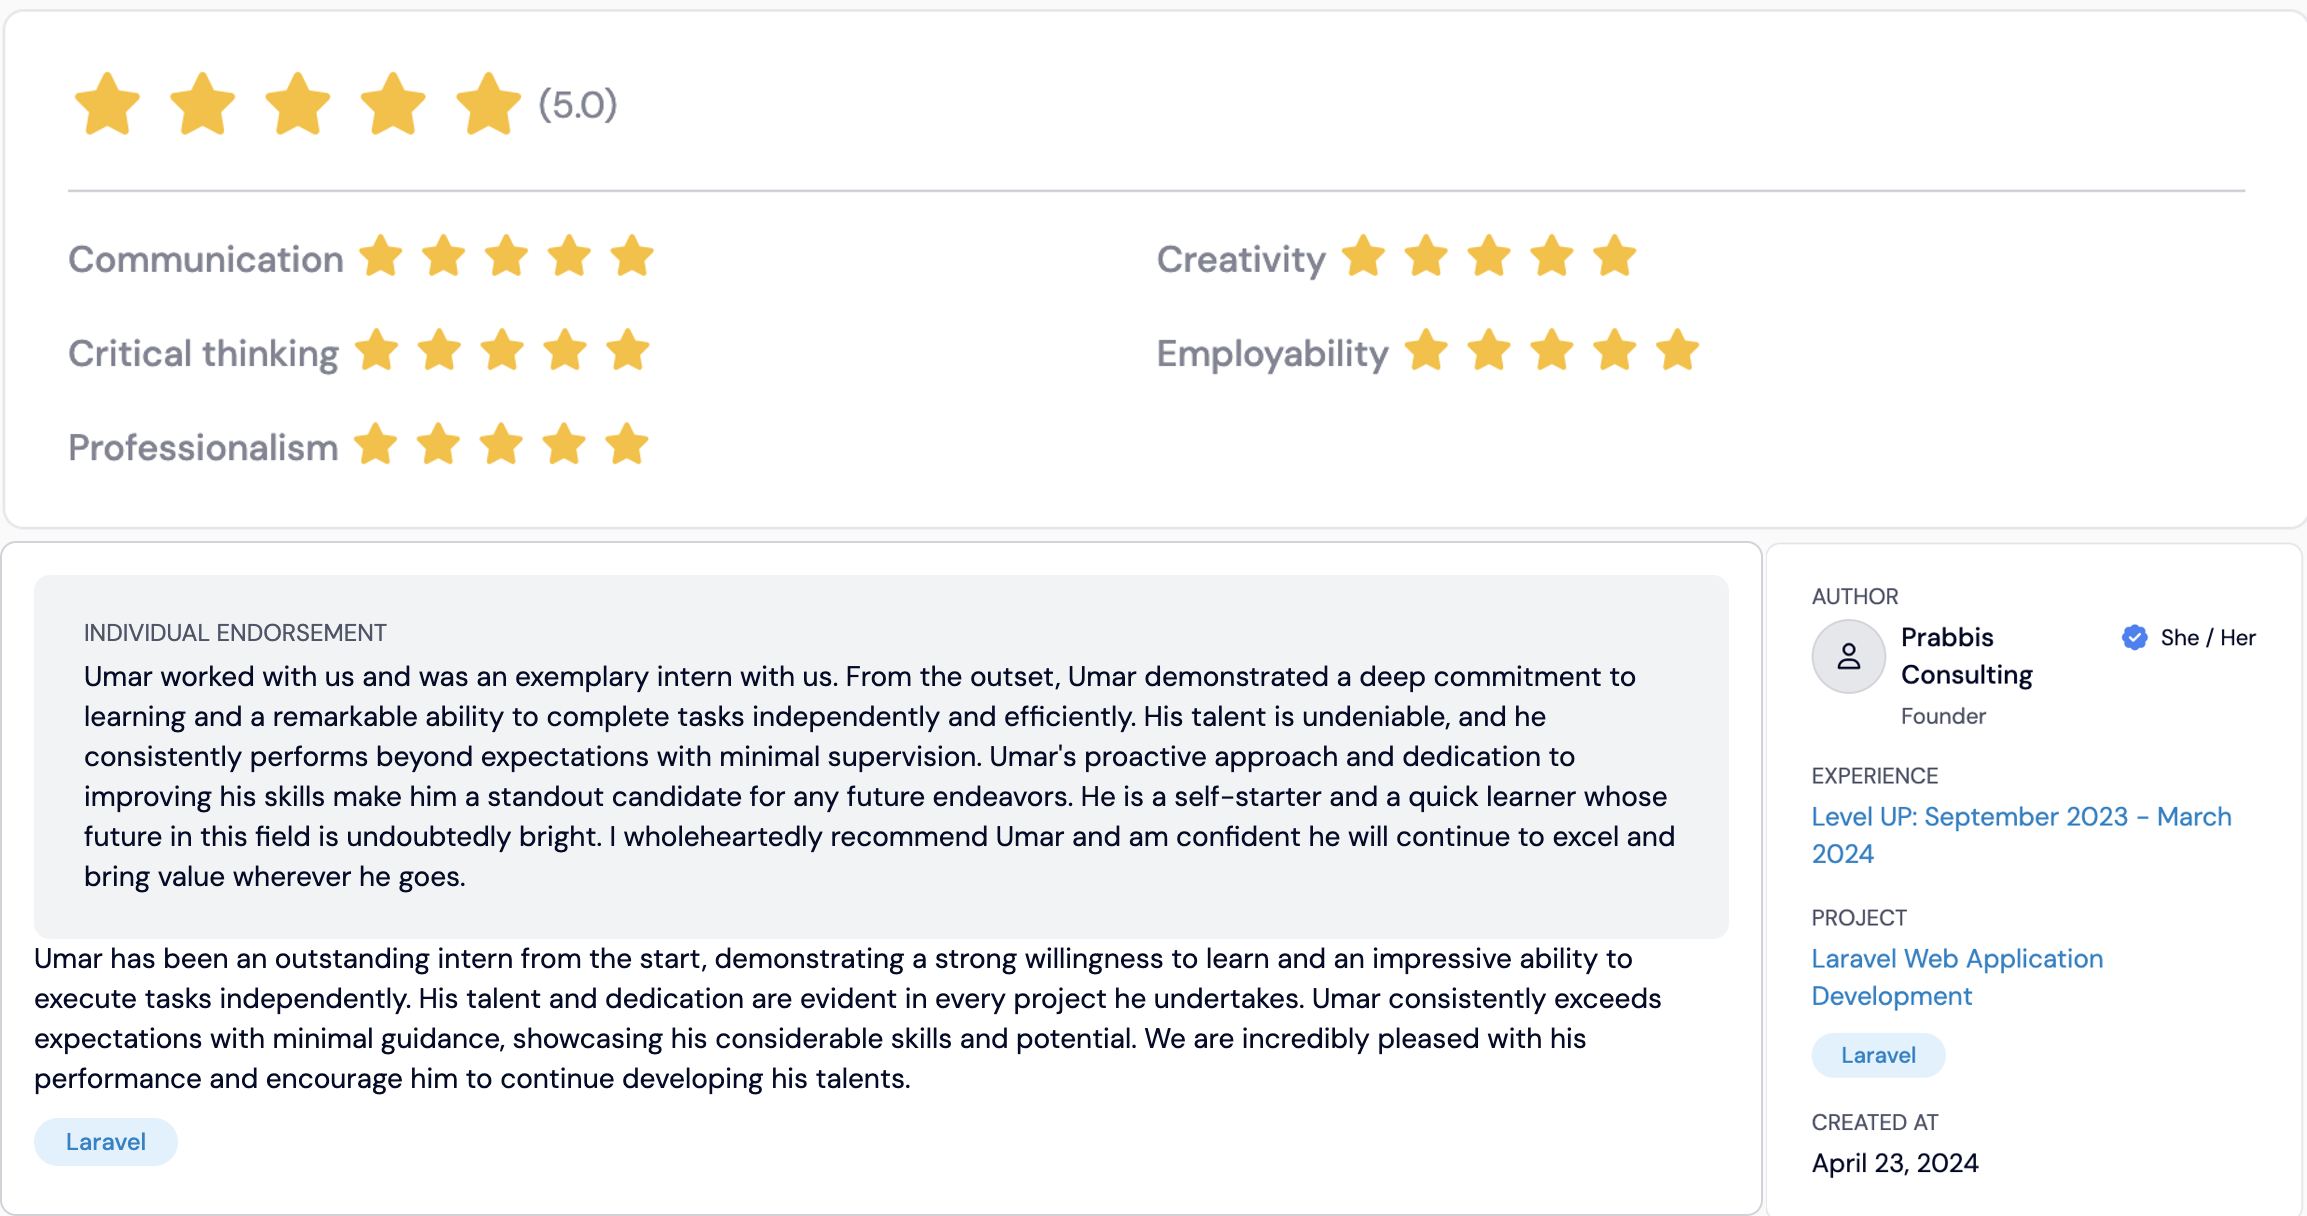 (5.0)
Communication
Creativity
Critical thinking
Employability
Professionalism
INDIVIDUAL ENDORSEMENT
Umar worked with us and was an exemplary intern with us. From the outset, Umar demonstrated a deep commitment to
learning and a remarkable ability to complete tasks independently and efficiently. His talent is undeniable, and he
consistently performs beyond expectations with minimal supervision. Umar's proactive approach and dedication to
improving his skills make him a standout candidate for any future endeavors. He is a self-starter and a quick learner whose
future in this field is undoubtedly bright. I wholeheartedly recommend Umar and am confident he will continue to excel and
bring value wherever he goes.
Umar has been an outstanding intern from the start, demonstrating a strong willingness to learn and an impressive ability to
execute tasks independently. His talent and dedication are evident in every project he undertakes. Umar consistently exceeds
expectations with minimal guidance, showcasing his considerable skills and potential. We are incredibly pleased with his
performance and encourage him to continue developing his talents.
Laravel
AUTHOR
Prabbis
Consulting
She / Her
Founder
EXPERIENCE
Level UP: September 2023 - March
2024
PROJECT
Laravel Web Application
Development
Laravel
CREATED AT
April 23, 2024